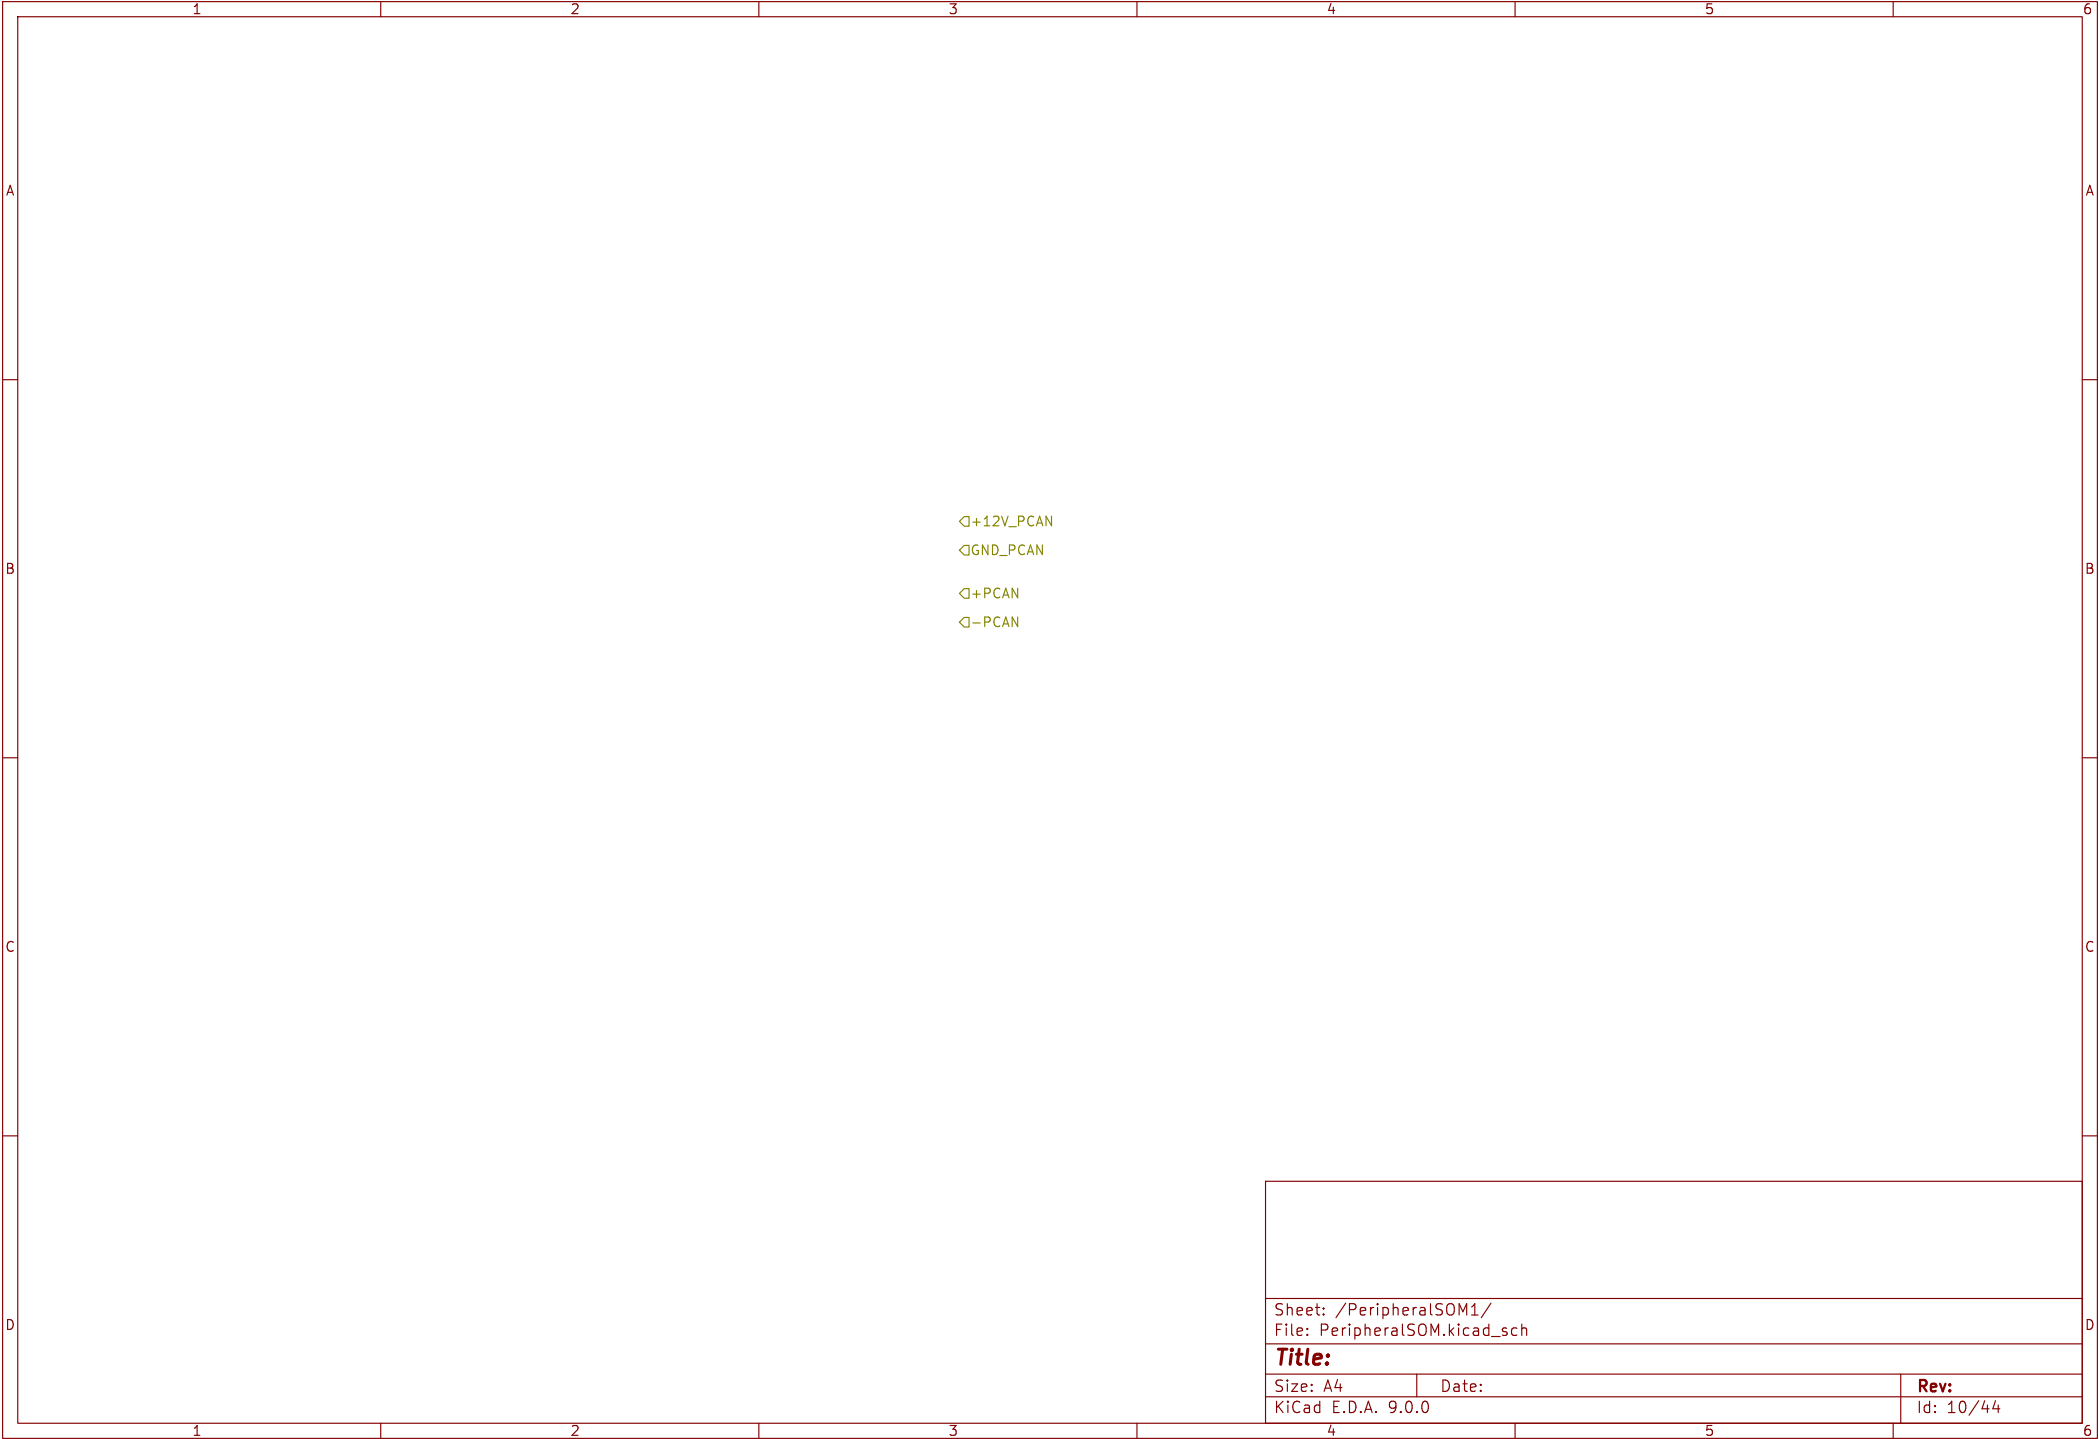 1 2 3 4 5 6
A A
+12V_PCAN
GND_PCAN
B B
+PCAN
-PCAN
C C
Sheet: /PeripheralSOM1/
D D
File: PeripheralSOM.kicad_sch
Title:
Size: A4 Date: Rev:
KiCad E.D.A. 9.0.0 Id: 10/44
1 2 3 4 5 6